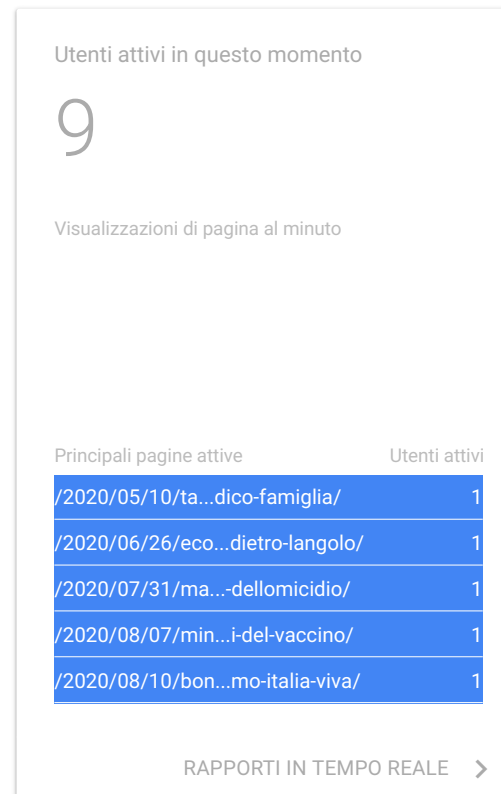 Utenti attivi in questo momento
9
Visualizzazioni di pagina al minuto
Principali pagine attive Utenti attivi
/2020/05/10/ta...dico-famiglia/ 1
/2020/06/26/eco...dietro-langolo/ 1
/2020/07/31/ma...-dellomicidio/ 1
/2020/08/07/min...i-del-vaccino/ 1
/2020/08/10/bon...mo-italia-viva/ 1
RAPPORTI IN TEMPO REALE